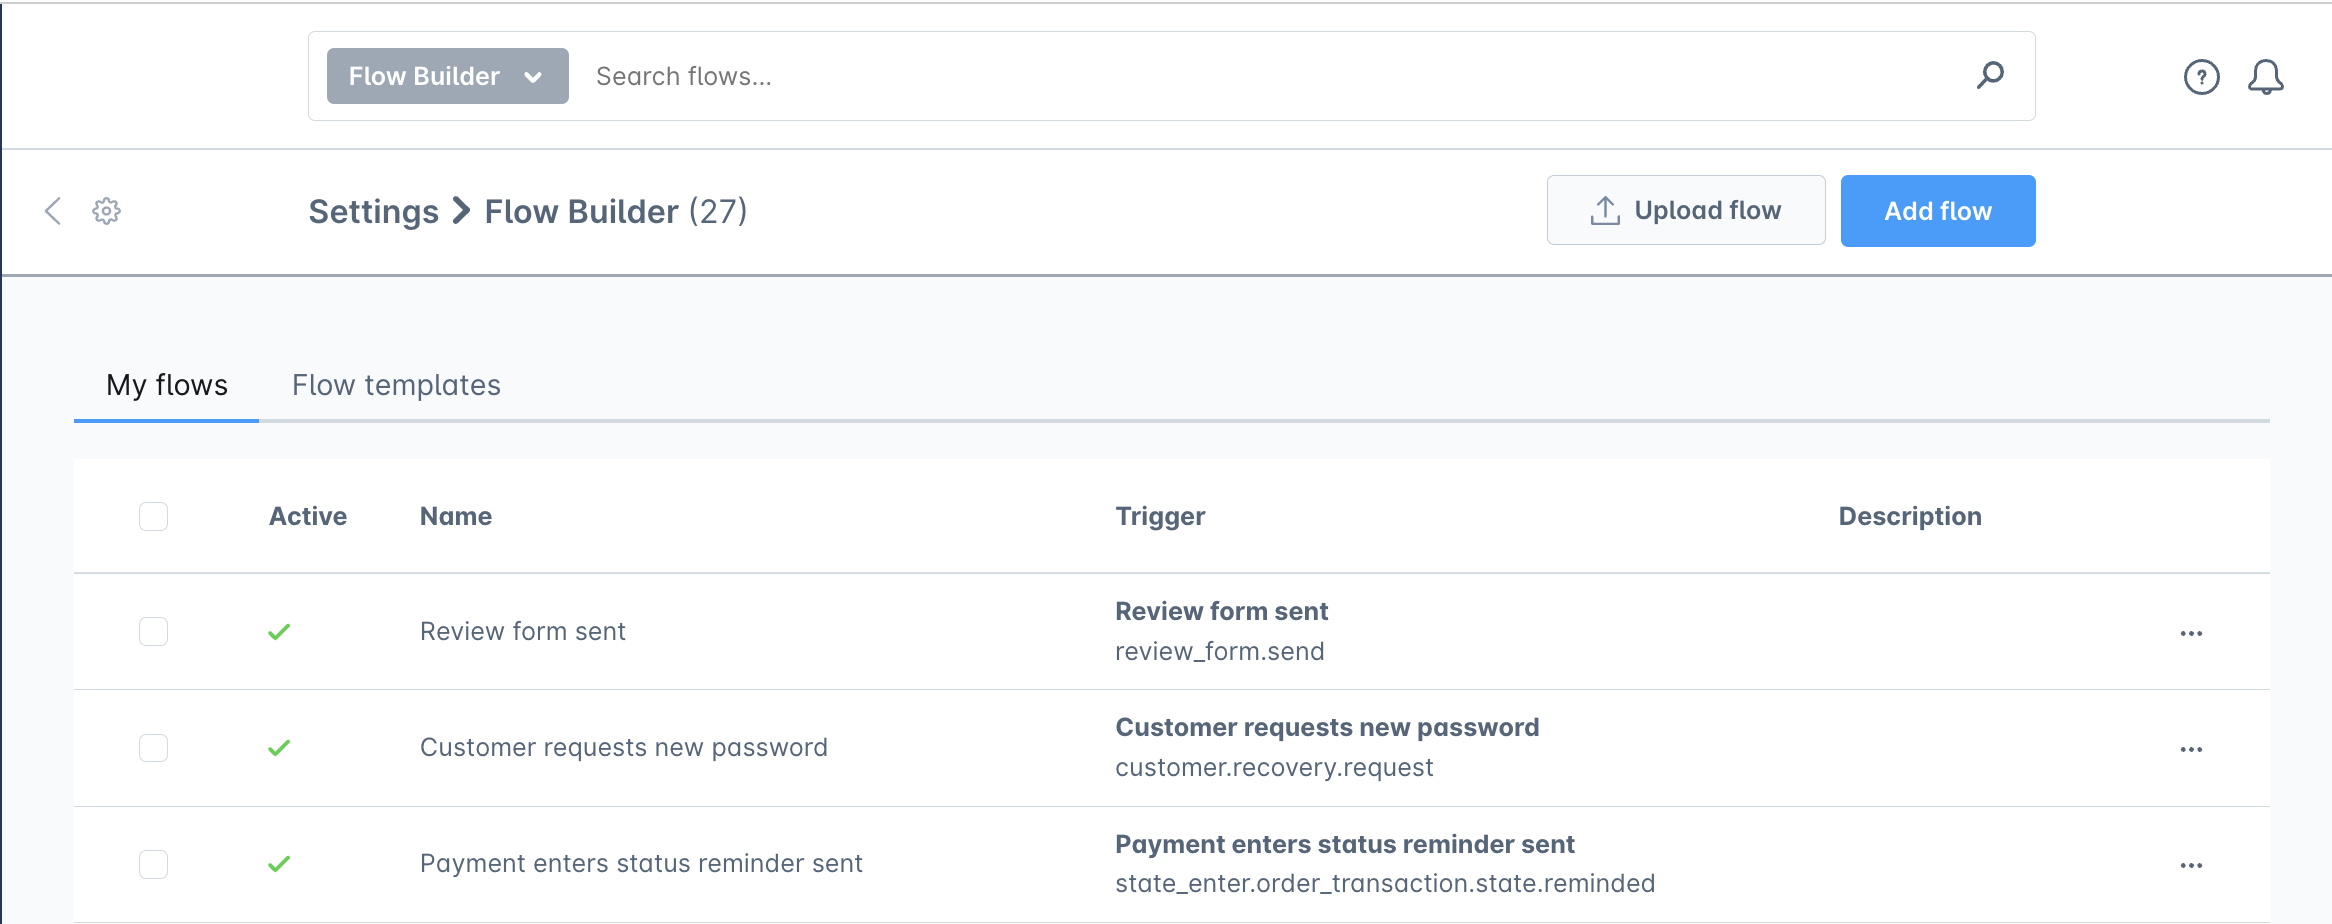 Flow Builder Search flows...
Settings > Flow Builder (27) Upload flow Add flow
My flows Flow templates
Active Name Trigger Description
Review form sent
Review form sent
review_form.send
Customer requests new password
Customer requests new password
customer.recovery.request
Payment enters status reminder sent
Payment enters status reminder sent
state_enter.order_transaction.state.reminded